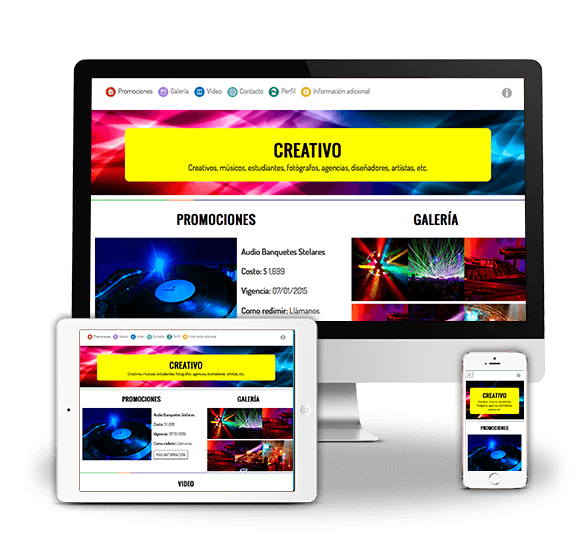 Promociones Galería Video Contacto Perfil Información adicional
CREATIVO
Creativos, músicos, estudiantes, fotógrafos, agencias, diseñadores, artistas, etc.
PROMOCIONES GALERÍA
Audio Banquetes Stelares
Costo: $ 1,699
Vigencia: 07/01/2015
Como redimir: Llámanos
Promociones Galería Video Contacto Perfil Información adicional
CREATIVO
Creativos, músicos, estudiantes, fotógrafos, agencias, diseñadores, artistas, etc.
PROMOCIONES GALERÍA
Audio Banquetes Stelares
Costo: $ 1,699
Vigencia: 07/01/2015
Como redimir: Llámanos
MÁS INFORMACIÓN
VIDEO
CREATIVO
PROMOCIONES